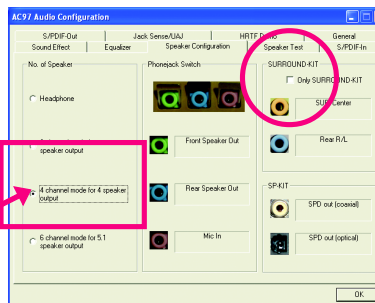 AC97 Audio Configuration
S/PDIF-Out
Jack Sense/UAJ
HRTF Demo
General
Sound Effect
Equalizer
Speaker Configuration
Speaker Test
S/PDIF-In
No. of Speaker
Phonejack Switch
SURROUND-KIT
Only SURROUND-KIT
Headphone
Center
speaker output
Front Speaker Out
Rear R/L
4 channel mode for 4 speaker
output
Rear Speaker Out
SP-KIT
SPD out (coaxial)
6 channel mode for 5.1
speaker output
Mic In
SPD out (optical)
OK